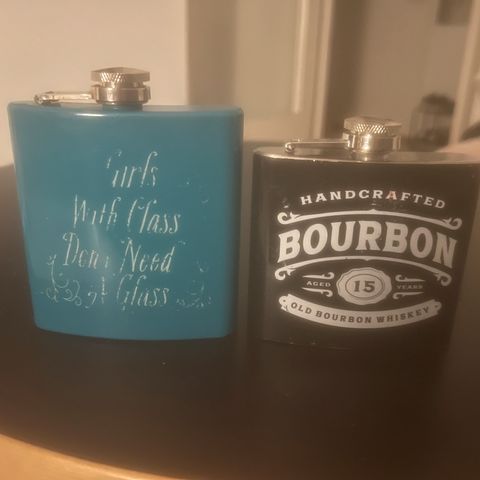 Girls
With Class
Don't Need
A Glass
HANDCRAFTED
BOURBON
AGED 15 YEARS
OLD BOURBON WHISKEY